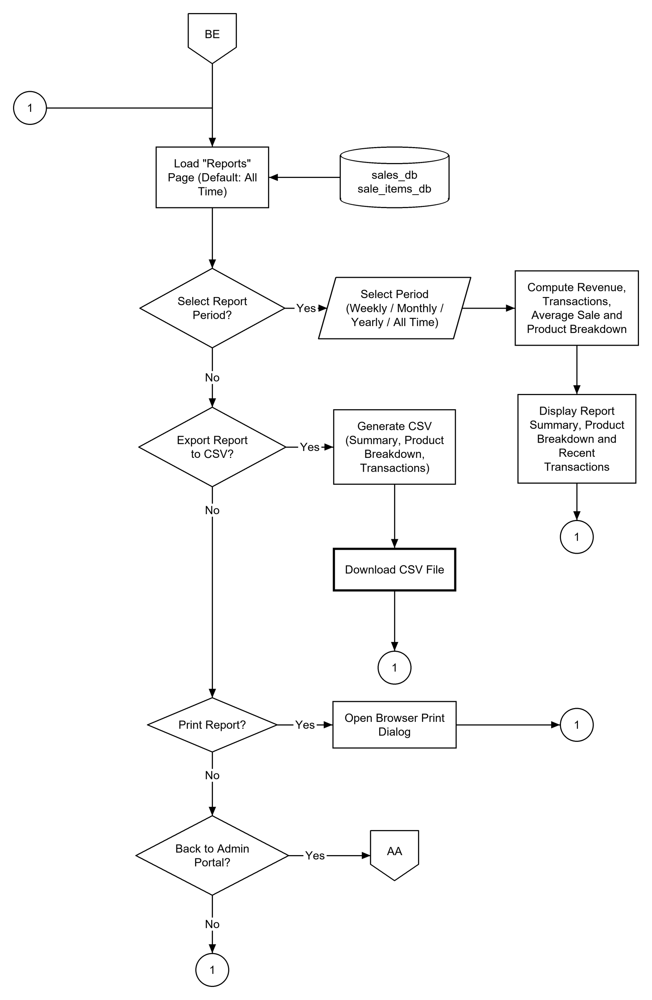 BE
1
Load "Reports"
Page (Default: All
Time)
sales_db
sale_items_db
Select Report
Period?
Yes
Select Period
(Weekly / Monthly /
Yearly / All Time)
Compute Revenue,
Transactions,
Average Sale and
Product Breakdown
No
Export Report
to CSV?
Yes
Generate CSV
(Summary, Product
Breakdown,
Transactions)
Display Report
Summary, Product
Breakdown and
Recent
Transactions
No
1
Download CSV File
1
Print Report?
Yes
Open Browser Print
Dialog
1
No
Back to Admin
Portal?
Yes
AA
No
1